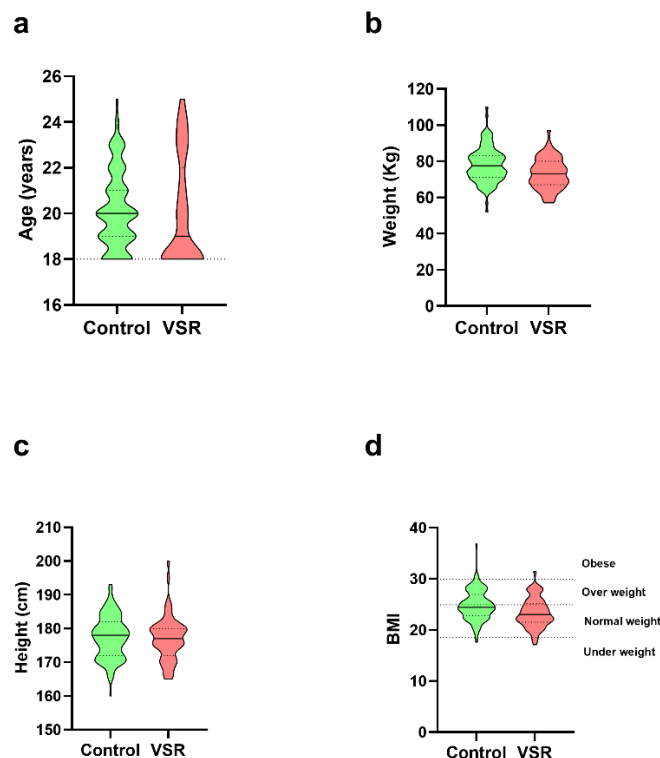 a
Age (years)
26
24
22
20
18
16
Control VSR
b
Weight (Kg)
120
100
80
60
40
20
0
Control VSR
c
Height (cm)
210
200
190
180
170
160
150
Control VSR
d
BMI
40
30
20
10
0
Obese
Over weight
Normal weight
Under weight
Control VSR